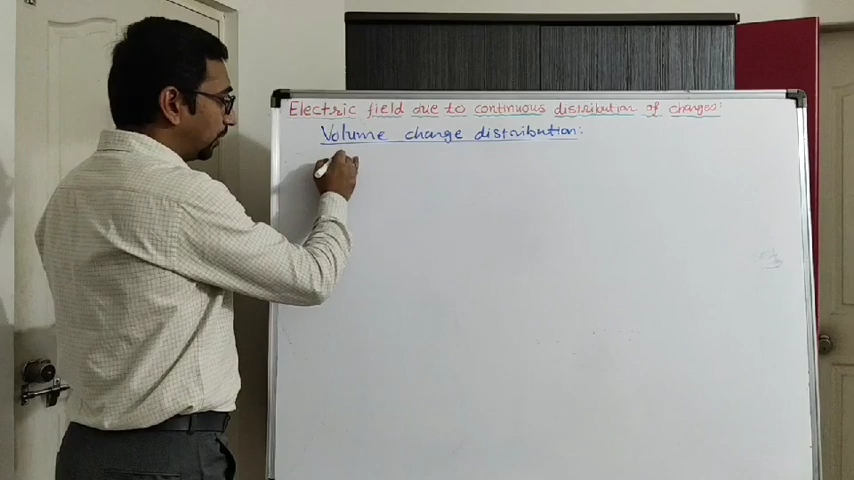 Electric field due to continuous distribution of charges:
Volume charge distribution: